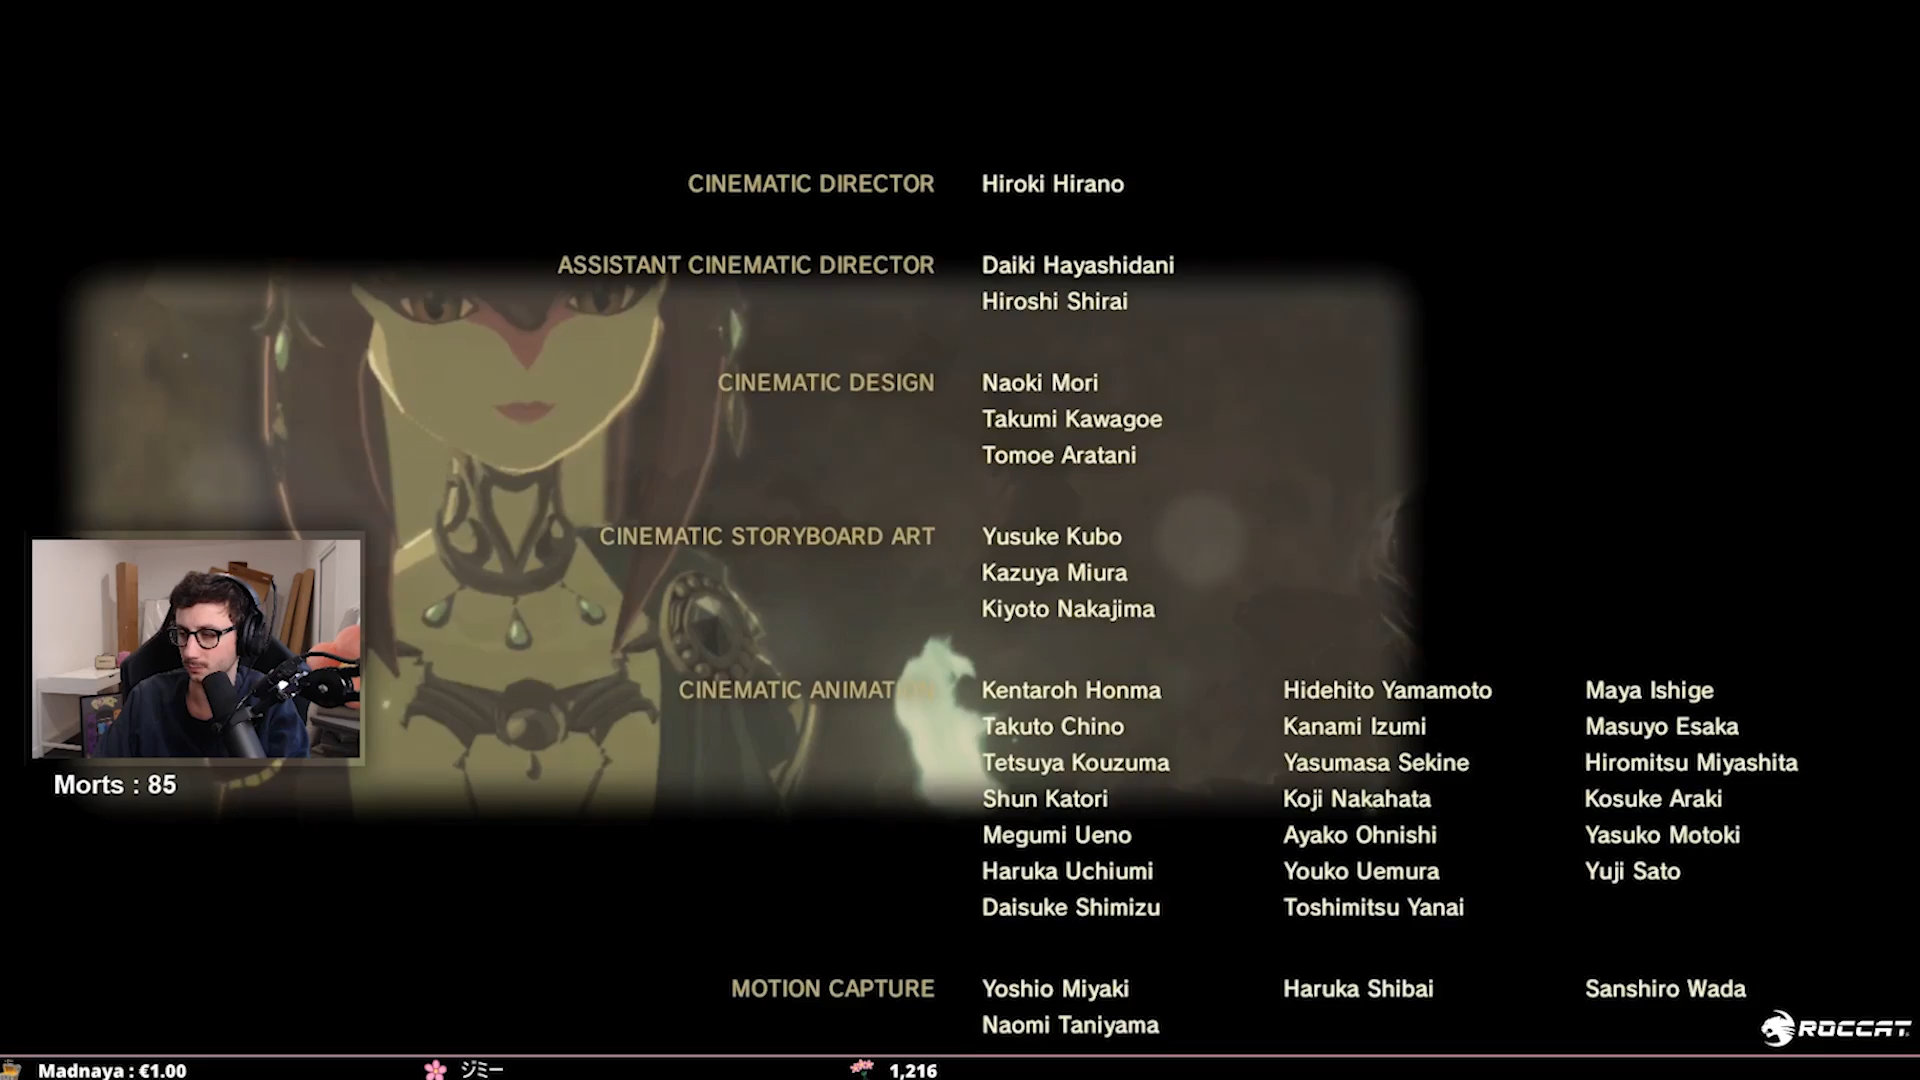 CINEMATIC DIRECTOR Hiroki Hirano
ASSISTANT CINEMATIC DIRECTOR Daiki Hayashidani
Hiroshi Shirai
CINEMATIC DESIGN Naoki Mori
Takumi Kawagoe
Tomoe Aratani
CINEMATIC STORYBOARD ART Yusuke Kubo
Kazuya Miura
Kiyoto Nakajima
CINEMATIC ANIMATION Kentaroh Honma Hidehito Yamamoto Maya Ishige
Takuto Chino Kanami Izumi Masuyo Esaka
Tetsuya Kouzuma Yasumasa Sekine Hiromitsu Miyashita
Shun Katori Koji Nakahata Kosuke Araki
Megumi Ueno Ayako Ohnishi Yasuko Motoki
Haruka Uchiumi Youko Uemura Yuji Sato
Daisuke Shimizu Toshimitsu Yanai
MOTION CAPTURE Yoshio Miyaki Haruka Shibai Sanshiro Wada
Naomi Taniyama
Morts : 85
ROCCAT
Madnaya : €1.00 ジミー 1,216